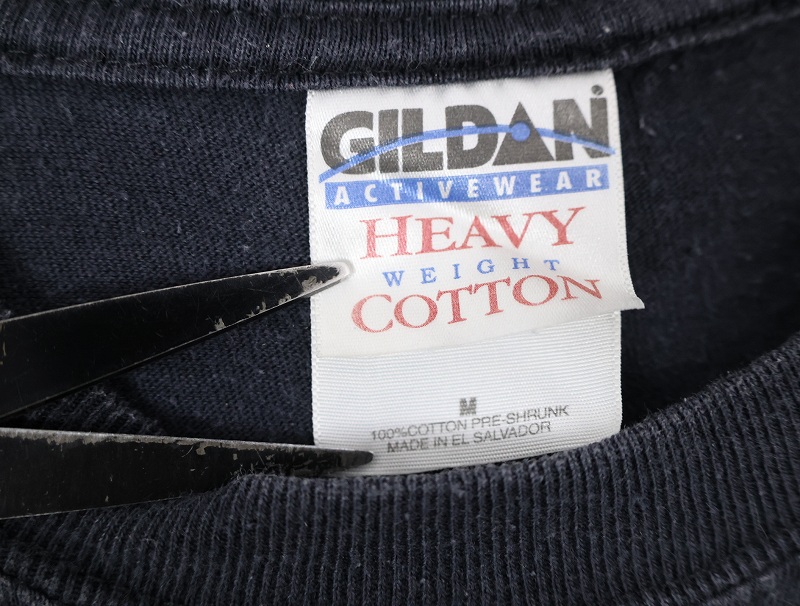 GILDAN
ACTIVEWEAR
HEAVY
WEIGHT
COTTON
M
100%COTTON PRE-SHRUNK
MADE IN EL SALVADOR